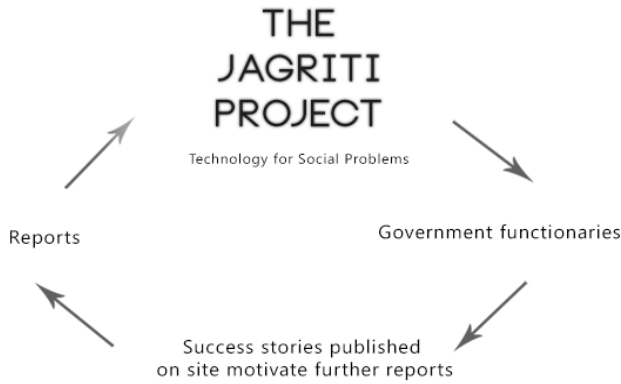 THE
JAGRITI
PROJECT
Technology for Social Problems
Reports
Government functionaries
Success stories published
on site motivate further reports